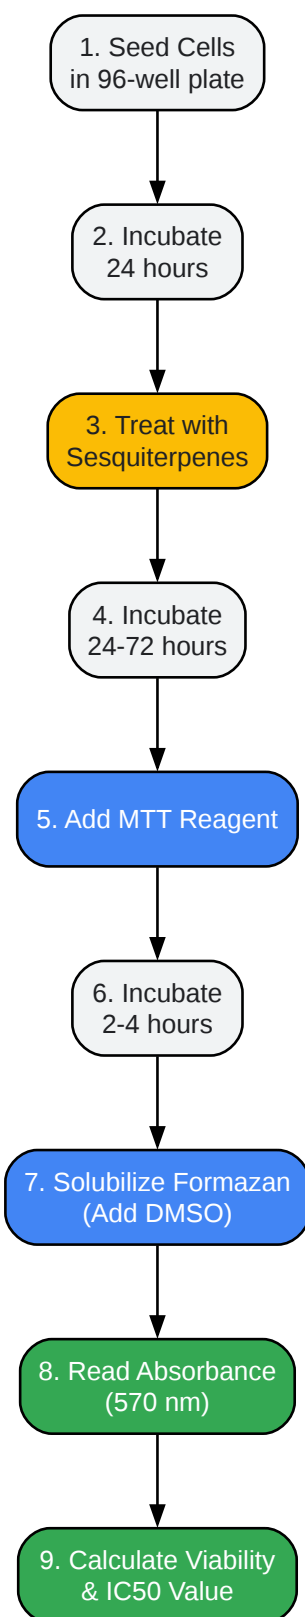 1. Seed Cells
in 96-well plate
2. Incubate
24 hours
3. Treat with
Sesquiterpenes
4. Incubate
24-72 hours
5. Add MTT Reagent
6. Incubate
2-4 hours
7. Solubilize Formazan
(Add DMSO)
8. Read Absorbance
(570 nm)
9. Calculate Viability
& IC50 Value